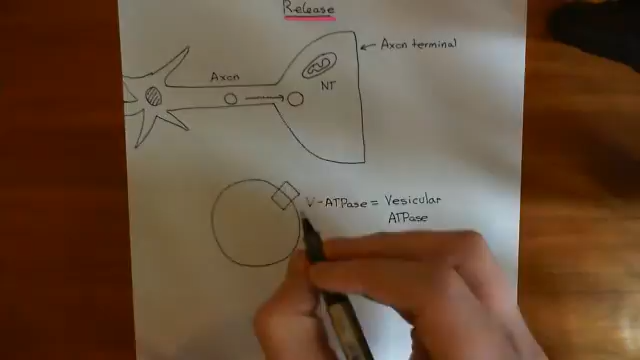 Release
Axon terminal
Axon
NT
V-ATPase = Vesicular
ATPase